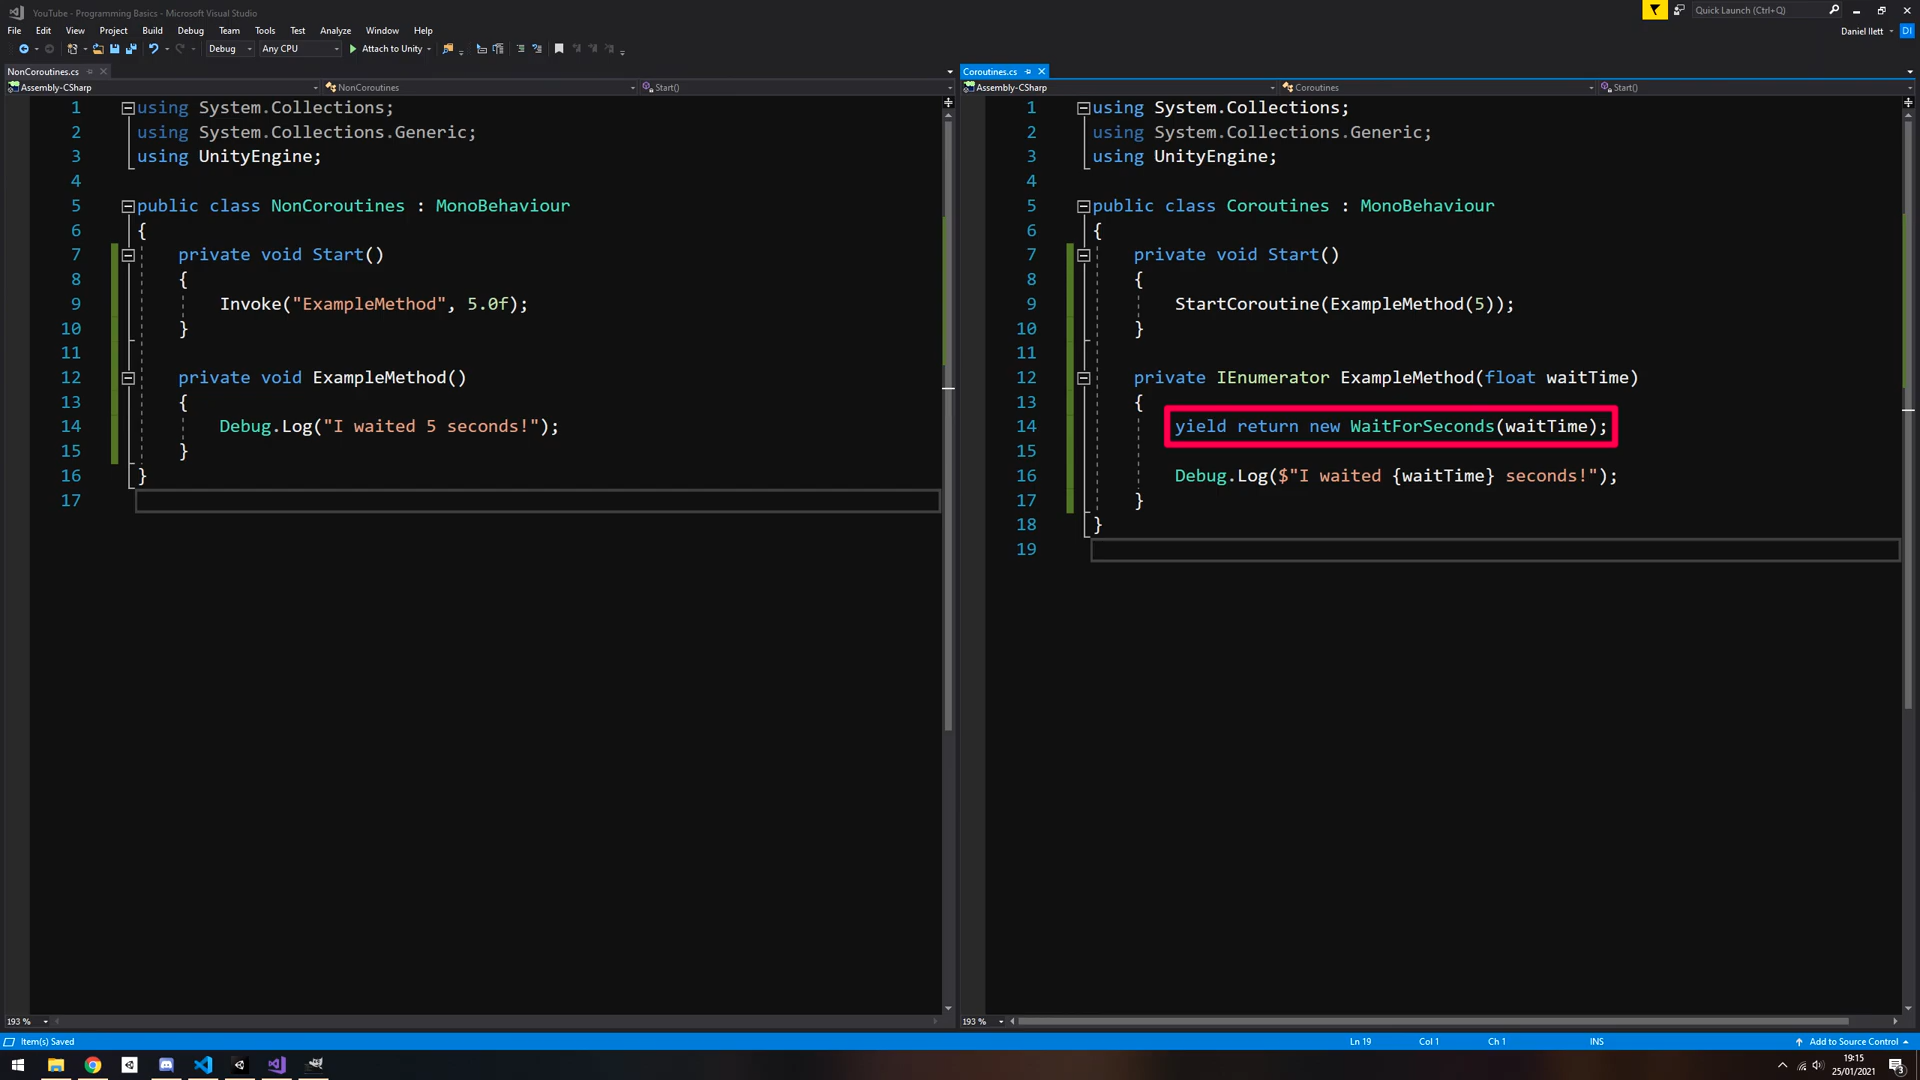 YouTube - Programming Basics - Microsoft Visual Studio
Quick Launch (Ctrl+Q)
File Edit View Project Build Debug Team Tools Test Analyze Window Help
Daniel Ilett DI
Debug Any CPU Attach to Unity
NonCoroutines.cs
Assembly-CSharp NonCoroutines Start()
1 using System.Collections;
2 using System.Collections.Generic;
3 using UnityEngine;
4
5 public class NonCoroutines : MonoBehaviour
6 {
7 private void Start()
8 {
9 Invoke("ExampleMethod", 5.0f);
10 }
11
12 private void ExampleMethod()
13 {
14 Debug.Log("I waited 5 seconds!");
15 }
16 }
17
193 %
Coroutines.cs
Assembly-CSharp Coroutines Start()
1 using System.Collections;
2 using System.Collections.Generic;
3 using UnityEngine;
4
5 public class Coroutines : MonoBehaviour
6 {
7 private void Start()
8 {
9 StartCoroutine(ExampleMethod(5));
10 }
11
12 private IEnumerator ExampleMethod(float waitTime)
13 {
14 yield return new WaitForSeconds(waitTime);
15
16 Debug.Log($"I waited {waitTime} seconds!");
17 }
18 }
19
193 %
Item(s) Saved Ln 19 Col 1 Ch 1 INS Add to Source Control
19:15
25/01/2021
3